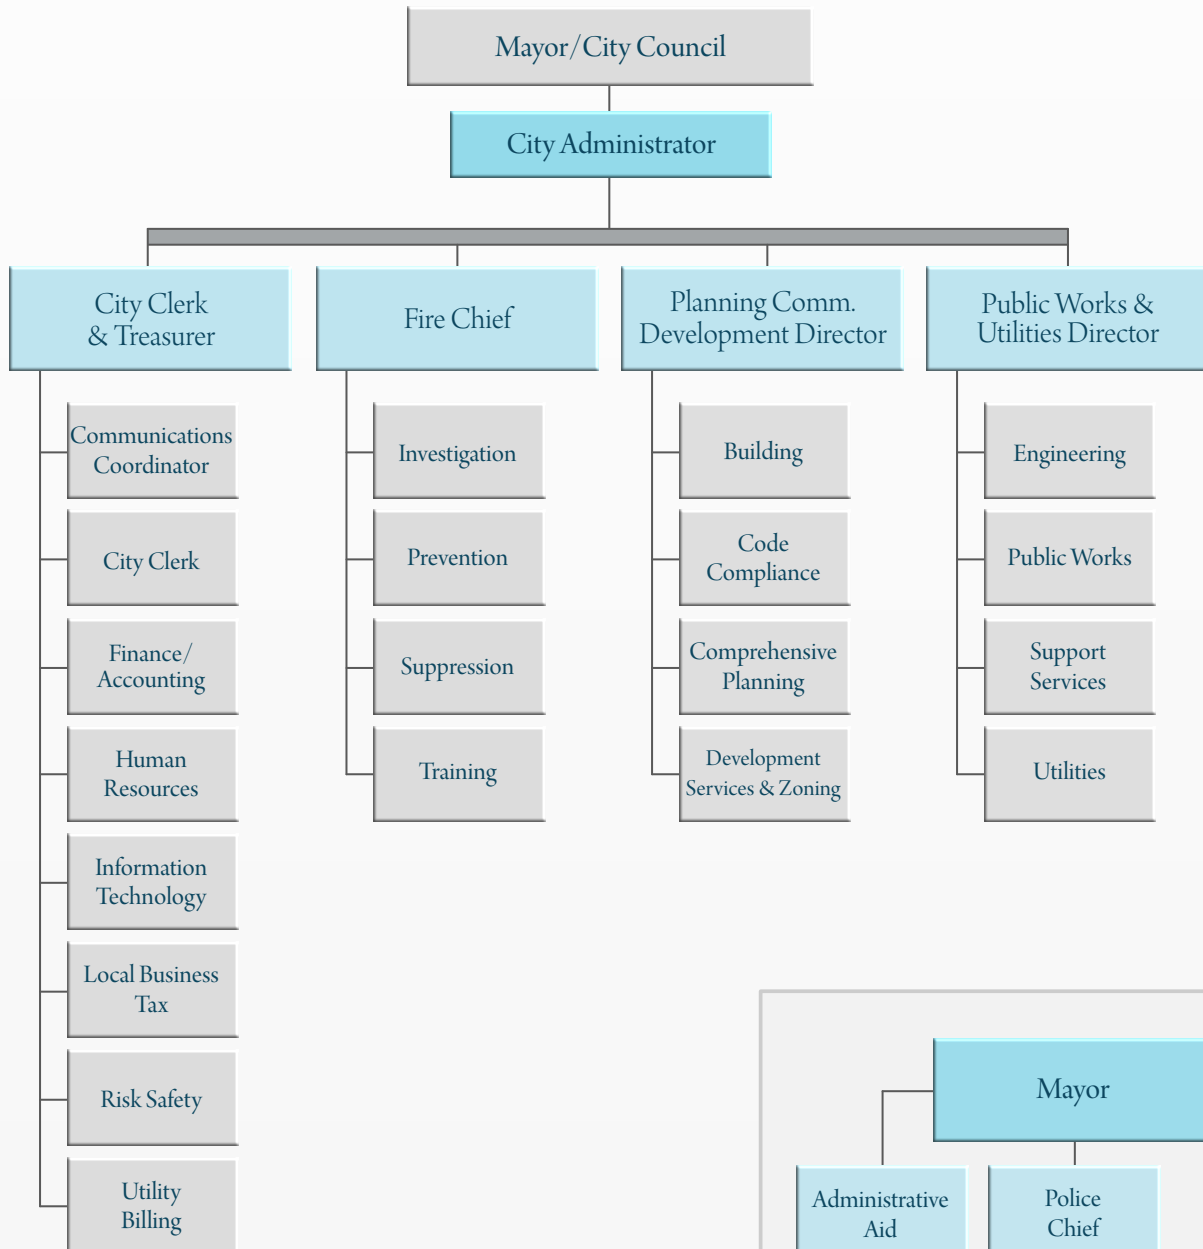 Mayor/City Council
City Administrator
City Clerk
& Treasurer
Fire Chief
Planning Comm.
Development Director
Public Works &
Utilities Director
Communications
Coordinator
City Clerk
Finance/
Accounting
Human
Resources
Information
Technology
Local Business
Tax
Risk Safety
Utility
Billing
Investigation
Prevention
Suppression
Training
Building
Code
Compliance
Comprehensive
Planning
Development
Services & Zoning
Engineering
Public Works
Support
Services
Utilities
Mayor
Administrative
Aid
Police
Chief